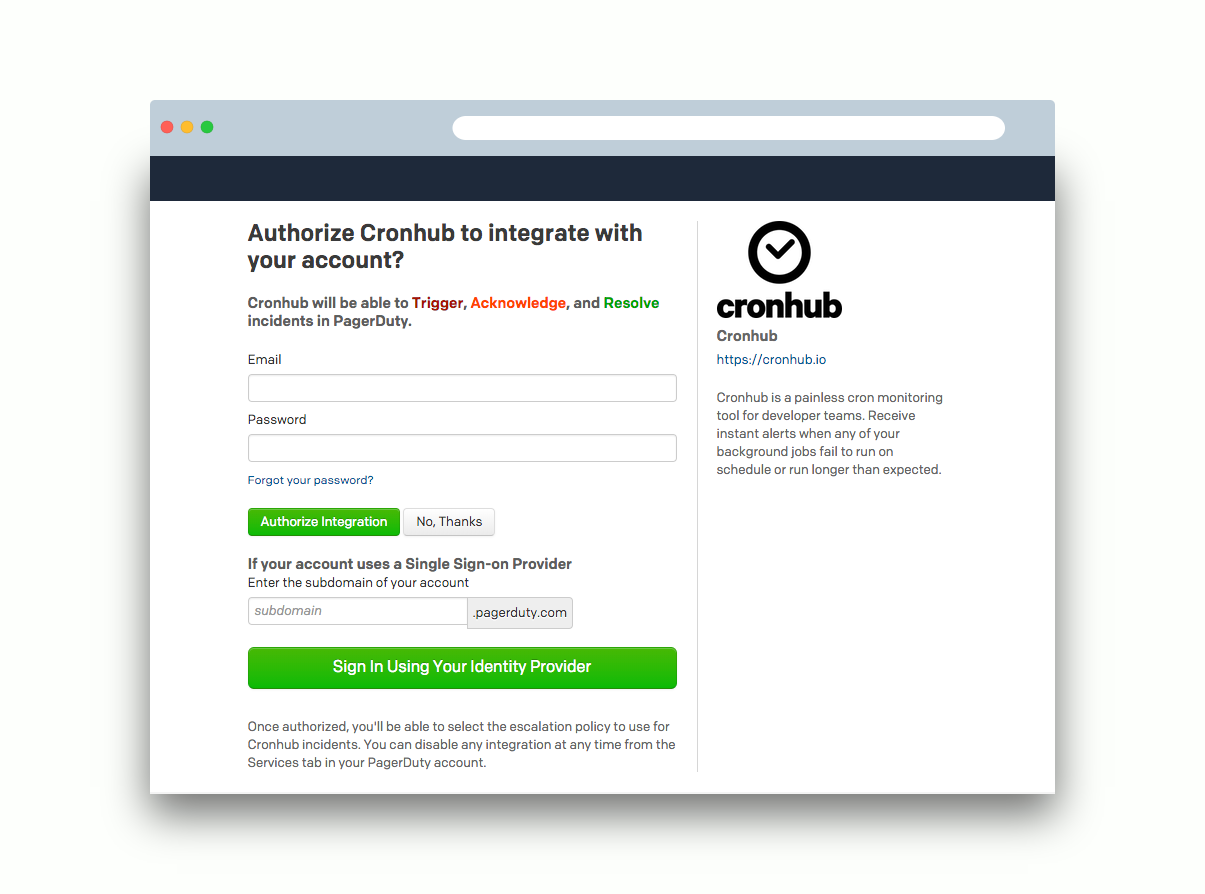 Authorize Cronhub to integrate with
your account?
Cronhub will be able to Trigger, Acknowledge, and Resolve
incidents in PagerDuty.
Email
Password
Forgot your password?
Authorize Integration
No, Thanks
If your account uses a Single Sign-on Provider
Enter the subdomain of your account
subdomain
.pagerduty.com
Sign In Using Your Identity Provider
Once authorized, you'll be able to select the escalation policy to use for
Cronhub incidents. You can disable any integration at any time from the
Services tab in your PagerDuty account.
cronhub
Cronhub
https://cronhub.io
Cronhub is a painless cron monitoring
tool for developer teams. Receive
instant alerts when any of your
background jobs fail to run on
schedule or run longer than expected.